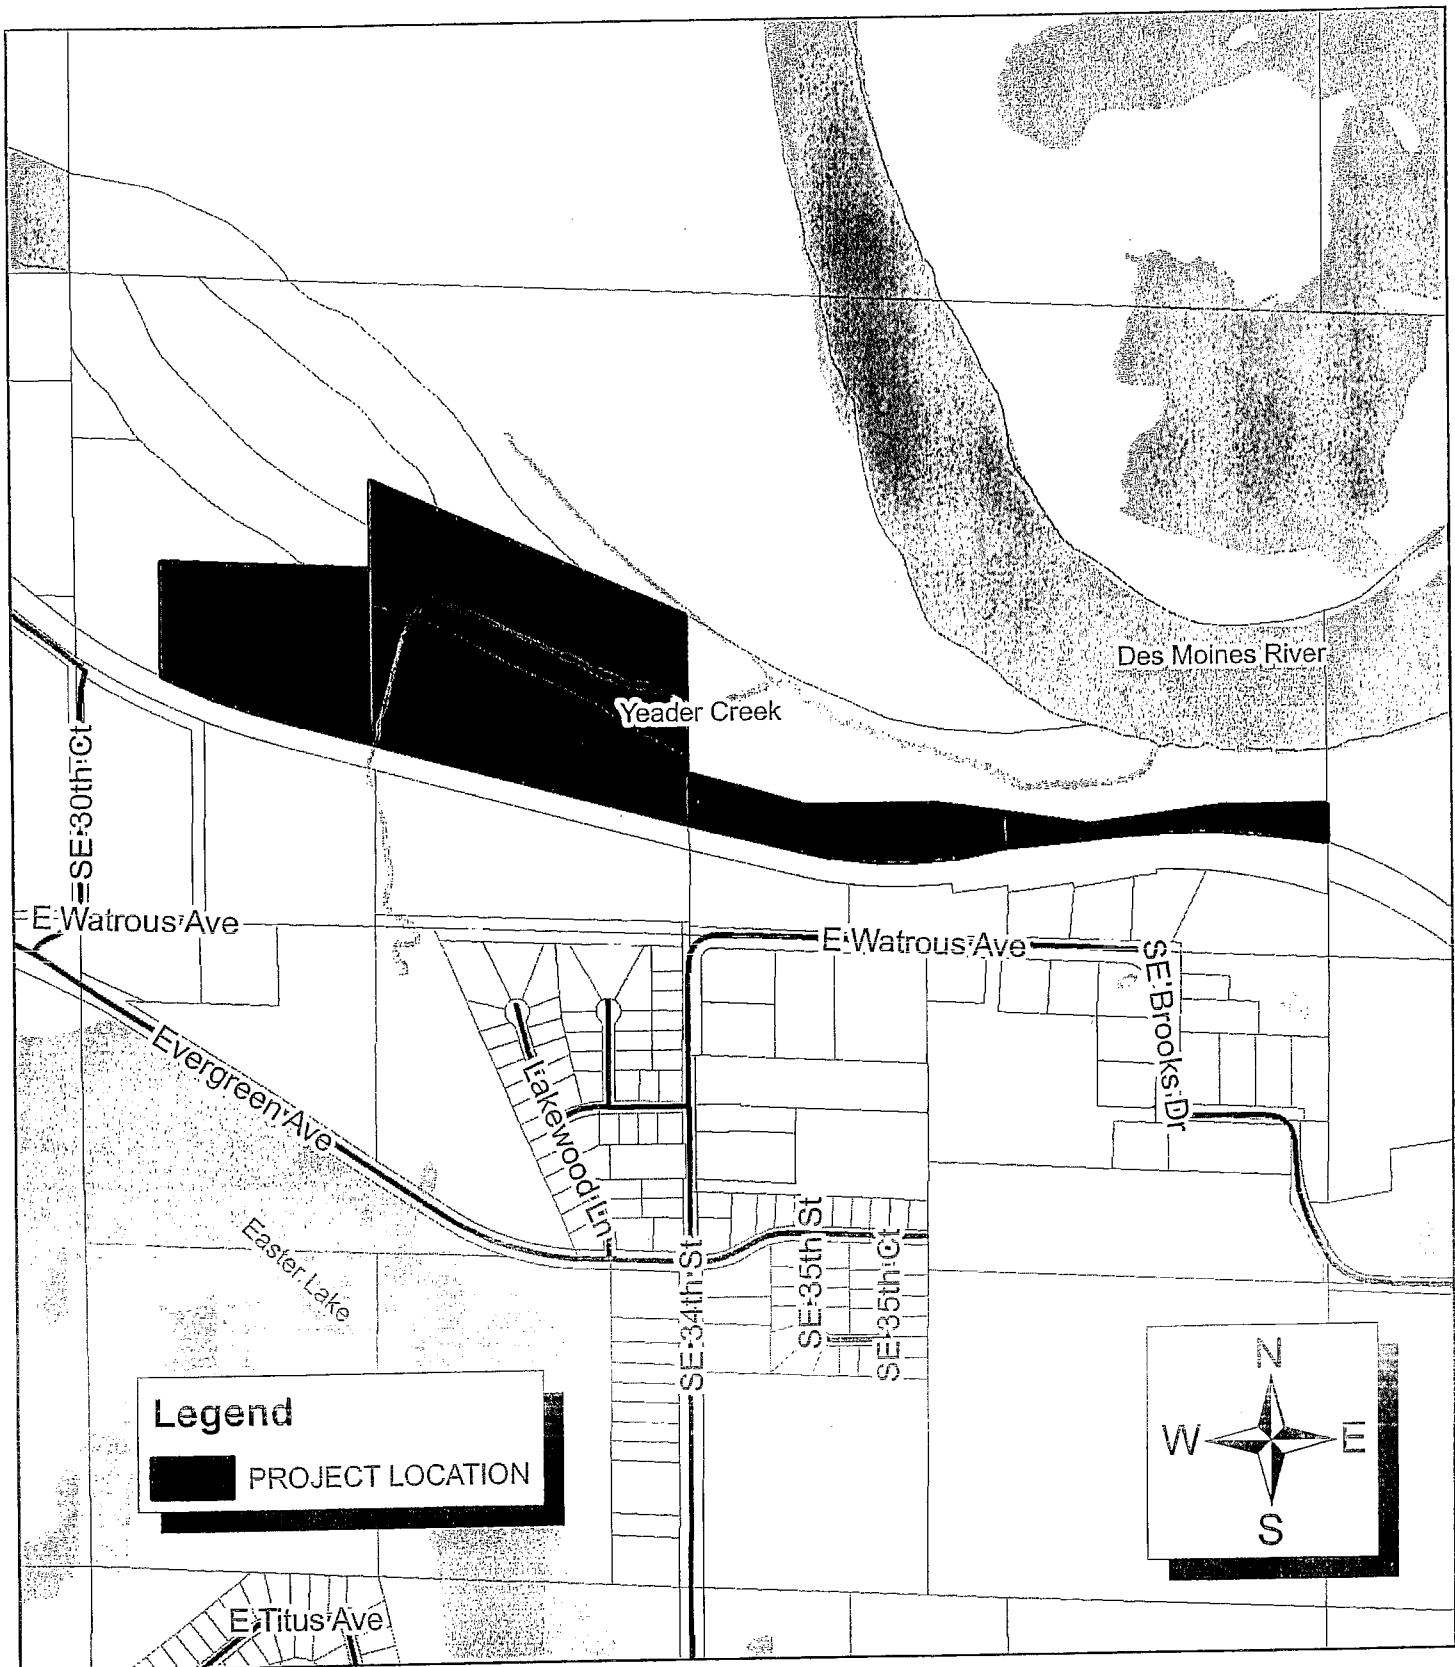 Des Moines River
Yeader Creek
SE 30th Ct
E Watrous Ave
E Watrous Ave
SE Brooks Dr
Evergreen Ave
Lakewood Ln
Easter Lake
SE 34th St
SE 35th St
SE 35th Ct
Legend
PROJECT LOCATION
N
W
E
S
E Titus Ave